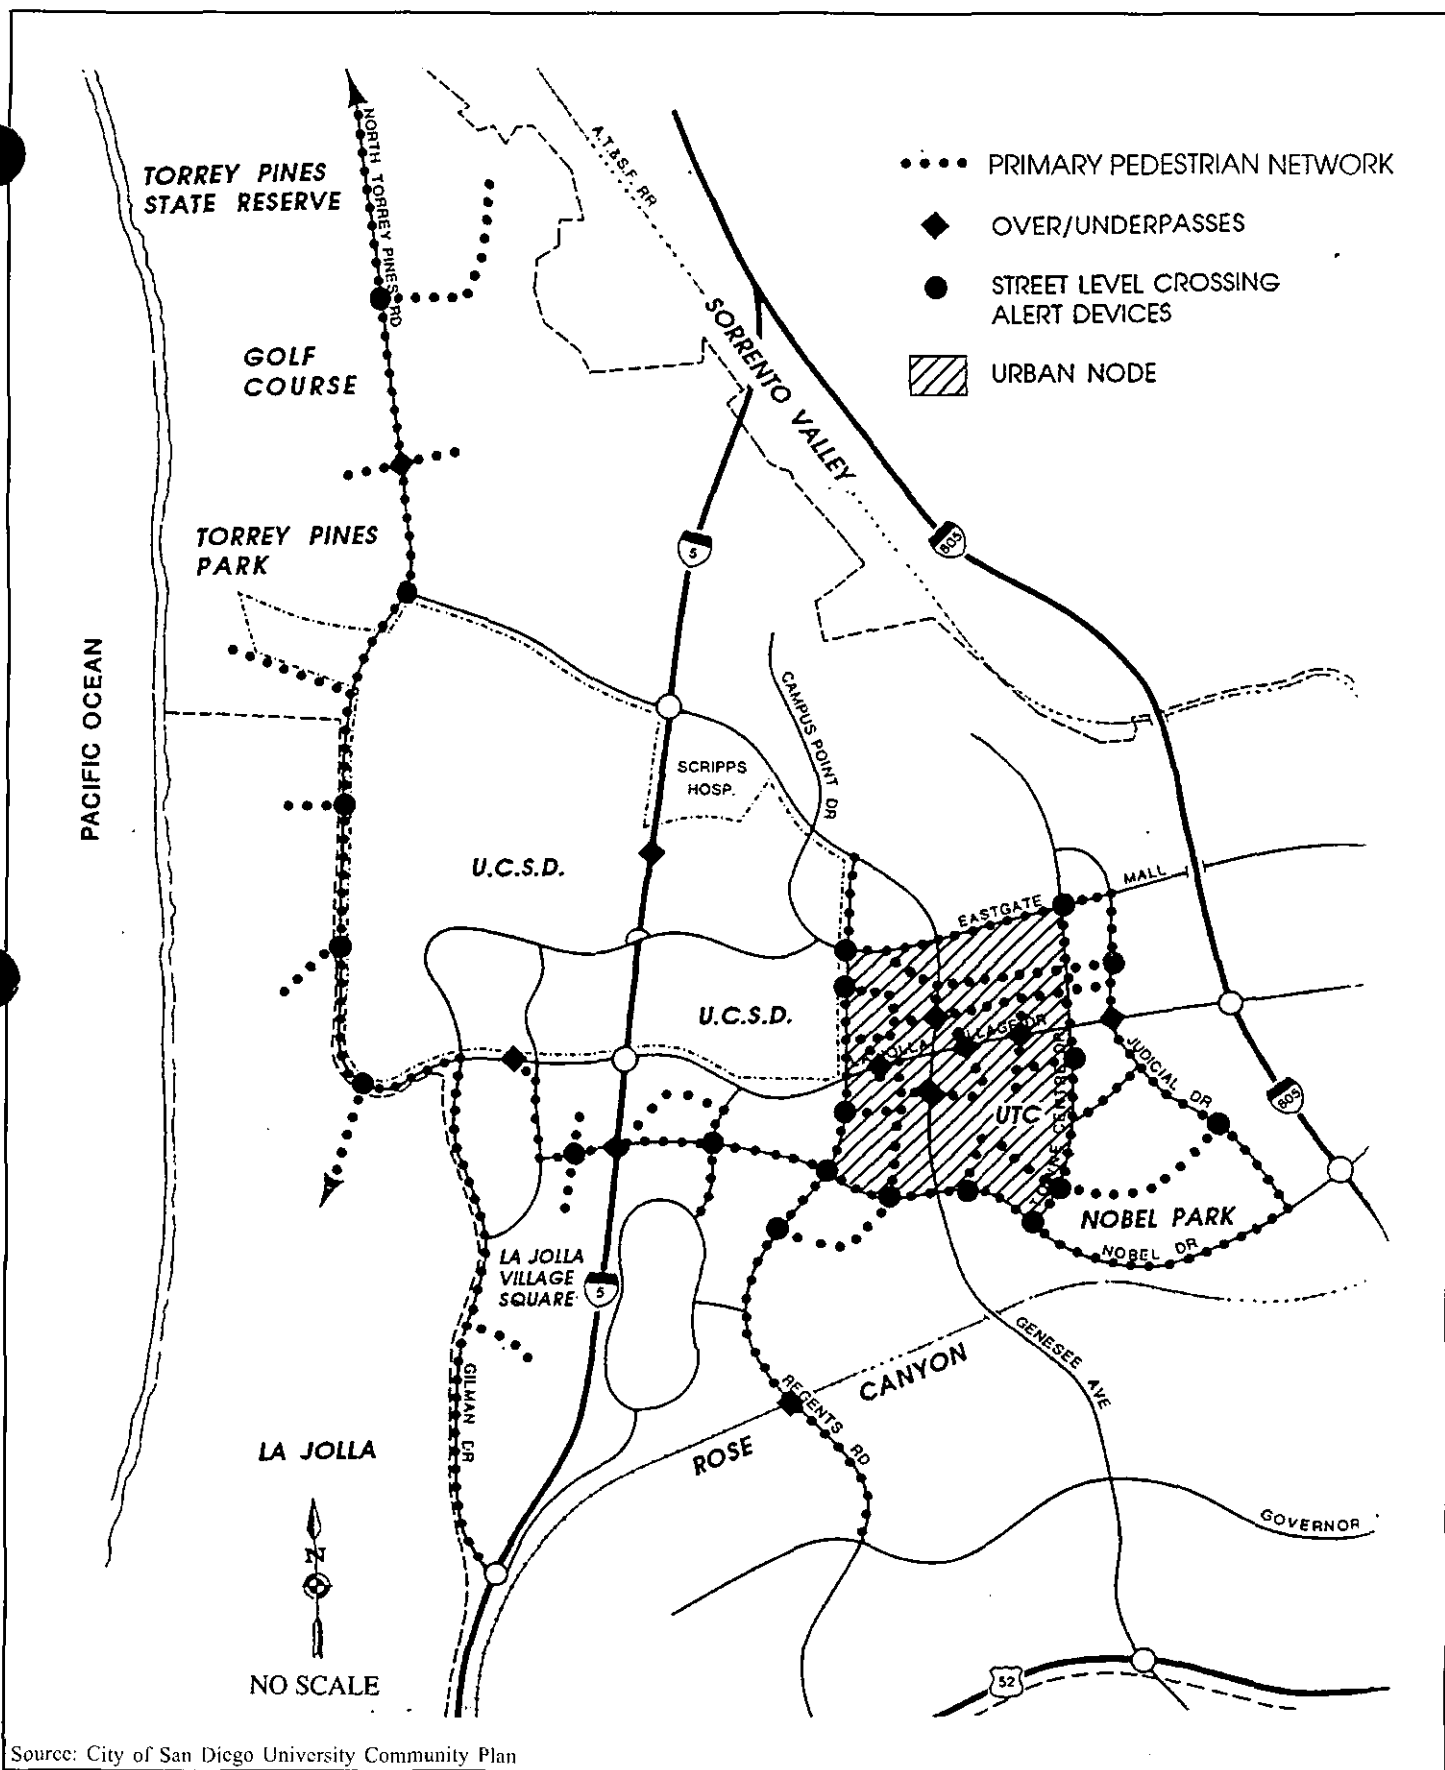 NORTH TORREY PINES RD
A.T.&S.F. RR
TORREY PINES
STATE RESERVE
PRIMARY PEDESTRIAN NETWORK
OVER/UNDERPASSES
STREET LEVEL CROSSING
ALERT DEVICES
URBAN NODE
SORRENTO VALLEY
GOLF
COURSE
TORREY PINES
PARK
5
805
PACIFIC OCEAN
CAMPUS POINT DR
SCRIPPS
HOSP.
U.C.S.D.
EASTGATE MALL
U.C.S.D.
VILLAGE DR
JUDICIAL DR
805
UTC
NOBEL PARK
NOBEL DR
LA JOLLA
VILLAGE
SQUARE
5
GENESEE AVE
ROSE CANYON
REGENTS RD
GILMAN DR
LA JOLLA
GOVERNOR
N
NO SCALE
52
Source: City of San Diego University Community Plan